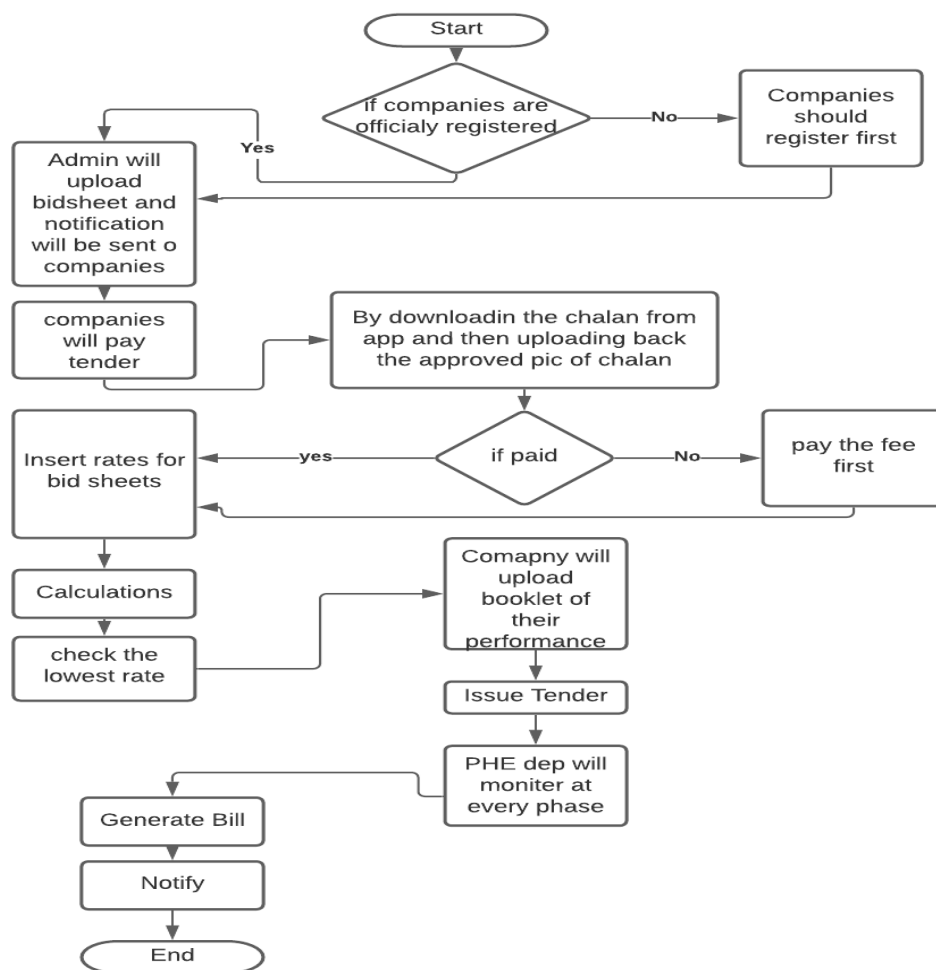 Start
if companies are
officialy registered
No
Companies
should
register first
Yes
Admin will
upload
bidsheet and
notification
will be sent o
companies
companies
will pay
tender
By downloadin the chalan from
app and then uploading back
the approved pic of chalan
if paid
yes
No
pay the fee
first
Insert rates for
bid sheets
Calculations
check the
lowest rate
Comapny will
upload
booklet of
their
performance
Issue Tender
PHE dep will
moniter at
every phase
Generate Bill
Notify
End